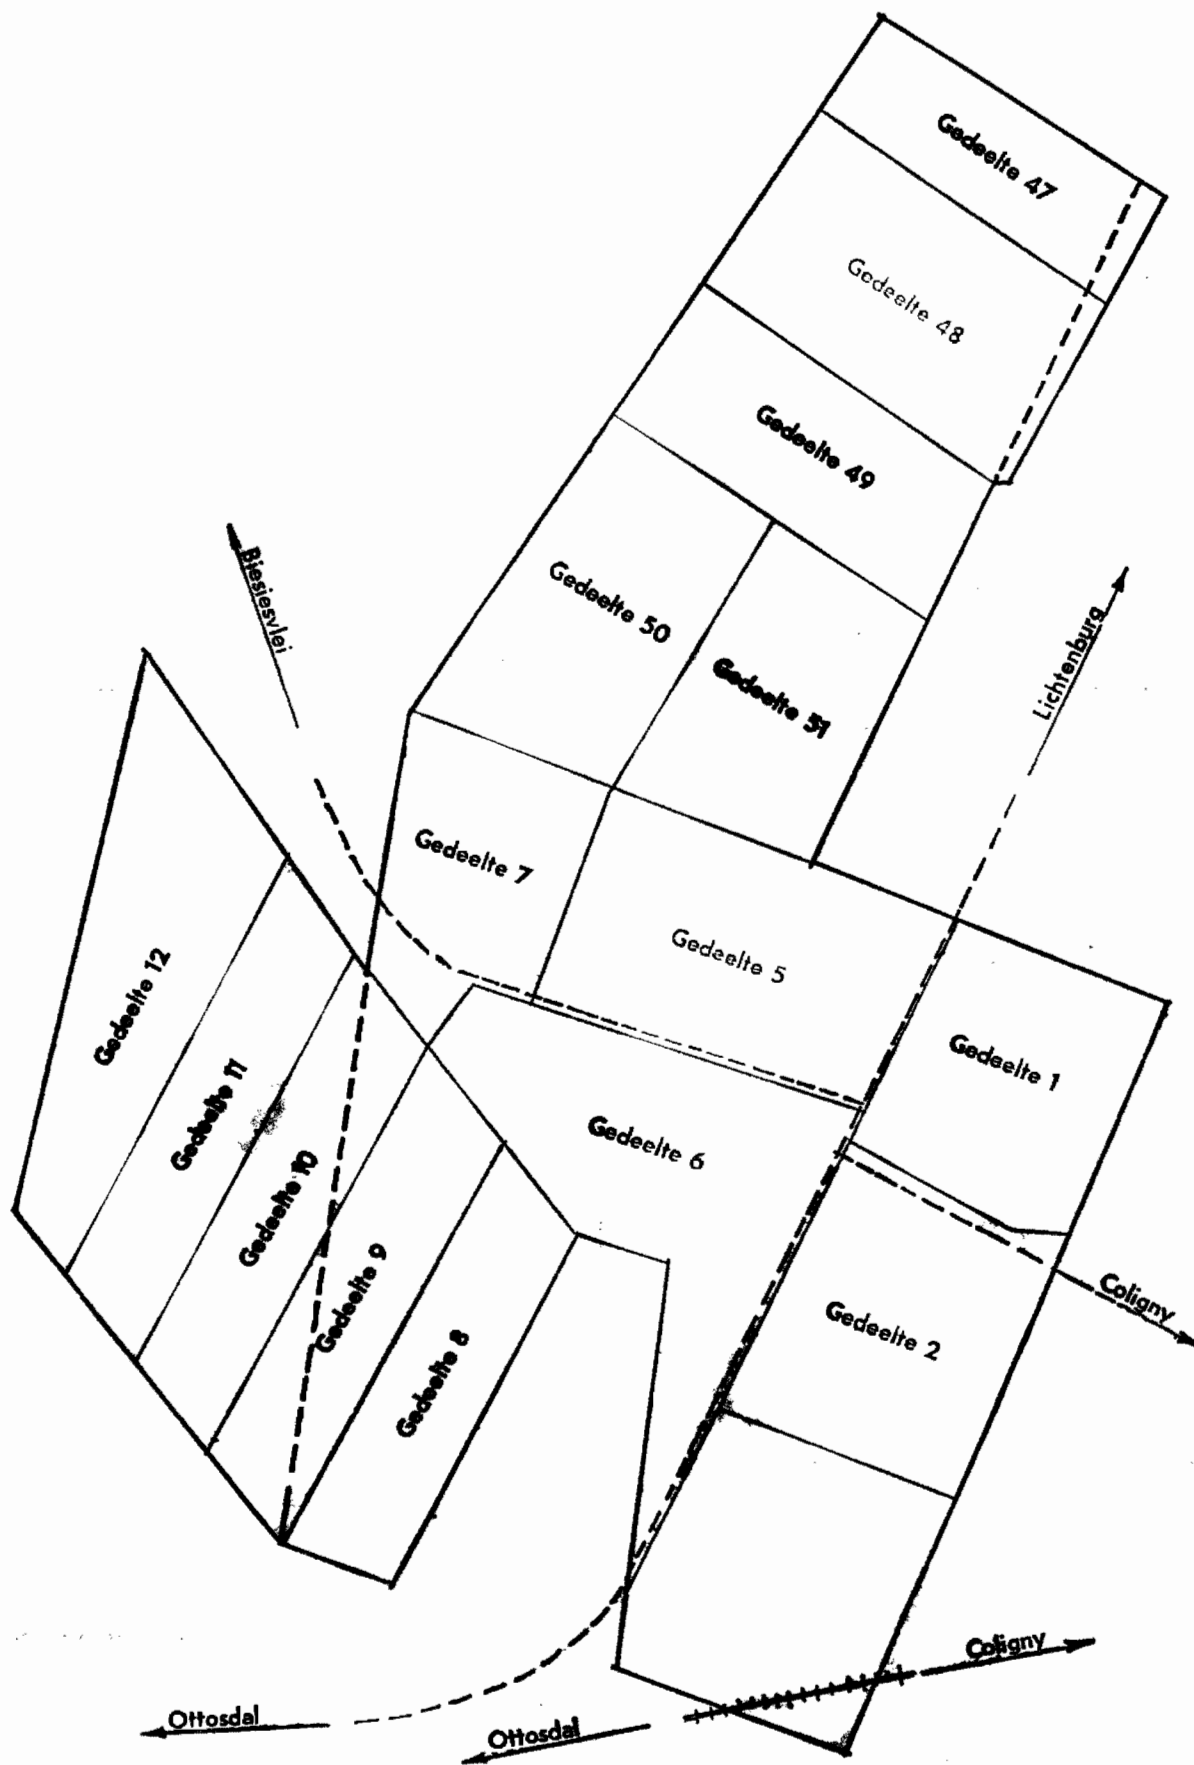 Gedeelte 47
Gedeelte 48
Gedeelte 49
Gedeelte 50
Gedeelte 51
Biesiesvlei
Lichtenburg
Gedeelte 7
Gedeelte 5
Gedeelte 12
Gedeelte 11
Gedeelte 10
Gedeelte 9
Gedeelte 8
Gedeelte 6
Gedeelte 1
Gedeelte 2
Coligny
Coligny
Ottosdal
Ottosdal